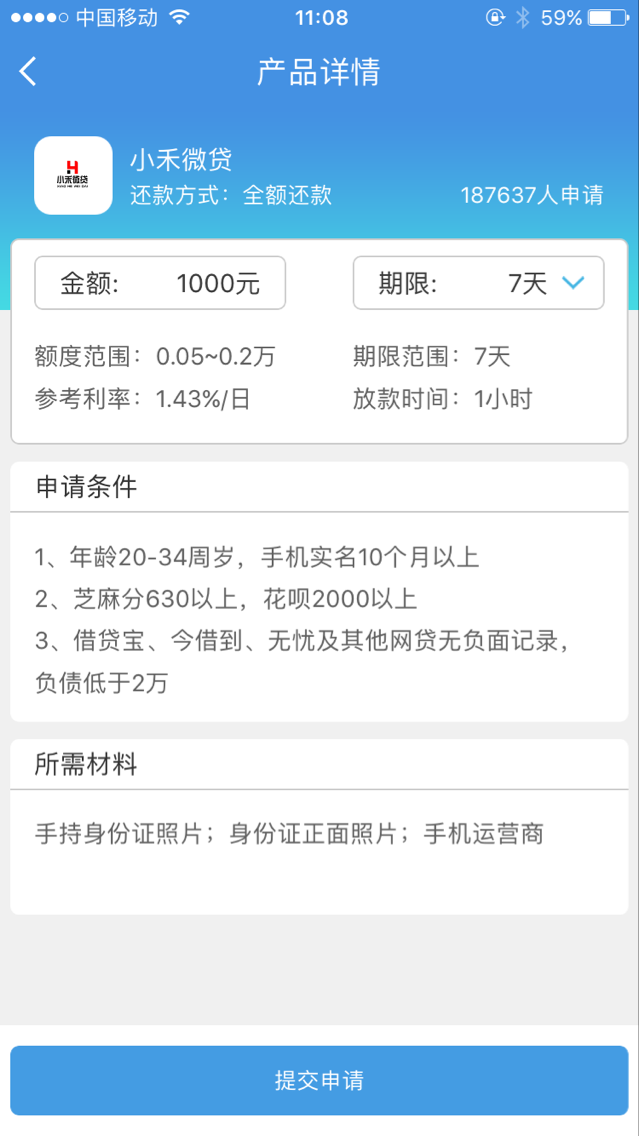 中国移动 11:08 59%
产品详情
小禾微贷
小禾微贷
还款方式：全额还款 187637人申请
金额: 1000元 期限: 7天
额度范围：0.05~0.2万 期限范围：7天
参考利率：1.43%/日 放款时间：1小时
申请条件
1、年龄20-34周岁，手机实名10个月以上
2、芝麻分630以上，花呗2000以上
3、借贷宝、今借到、无忧及其他网贷无负面记录，
负债低于2万
所需材料
手持身份证照片；身份证正面照片；手机运营商
提交申请